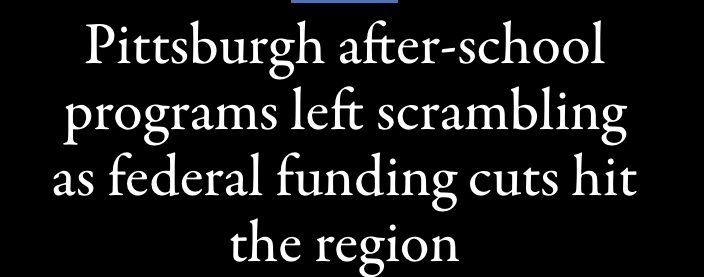 Pittsburgh after-school
programs left scrambling
as federal funding cuts hit
the region